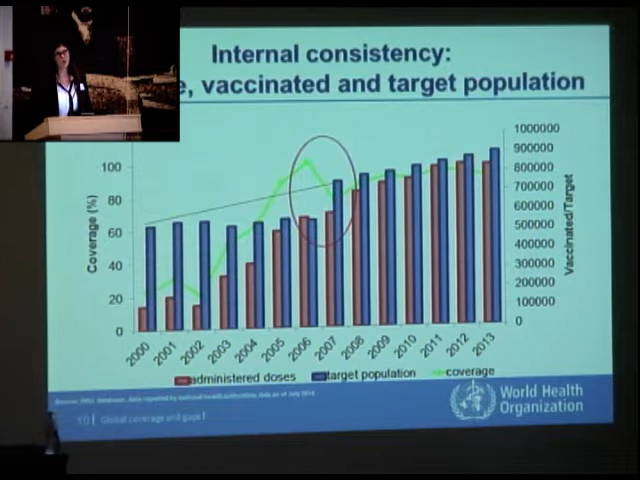 Internal consistency:
, vaccinated and target population
Coverage (%)
100
80
60
40
20
0
1000000
900000
800000
700000
600000
500000
400000
300000
200000
100000
0
Vaccinated/Target
2000 2001 2002 2003 2004 2005 2006 2007 2008 2009 2010 2011 2012 2013
administered doses target population coverage
10 | Global coverage and gaps |
World Health
Organization